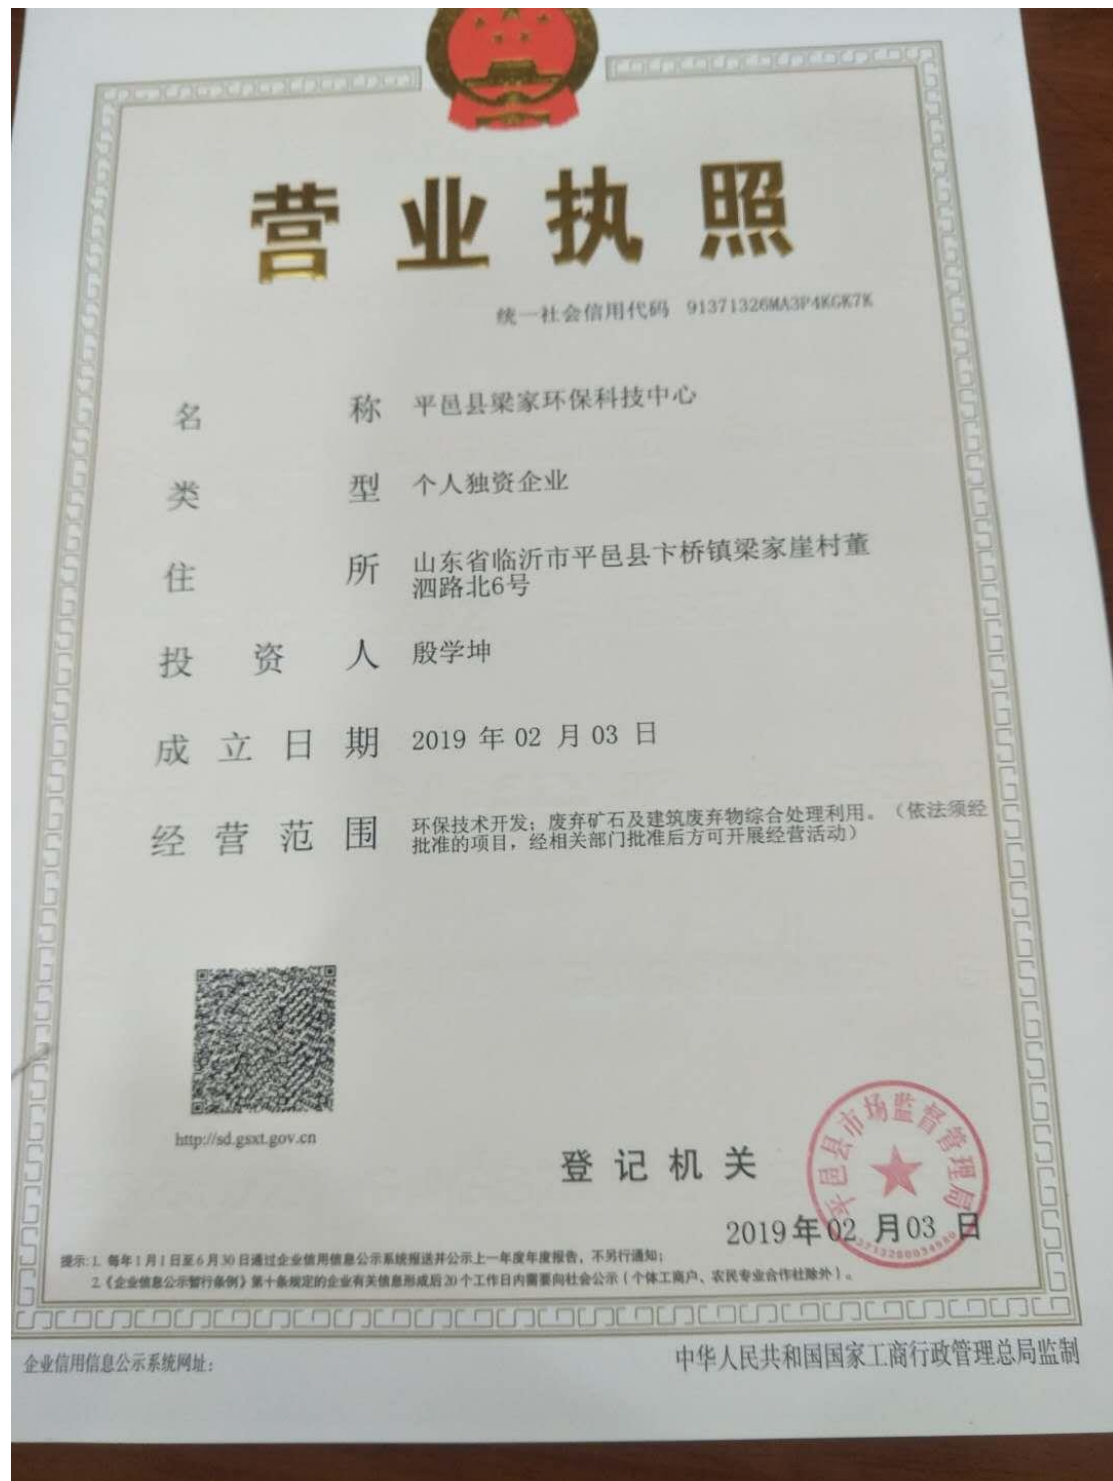 营业执照
统一社会信用代码 91371326MA3P4KGK7K
名称 平邑县梁家环保科技中心
类型 个人独资企业
住所 山东省临沂市平邑县卞桥镇梁家崖村董
泗路北6号
投资人 殷学坤
成立日期 2019 年 02 月 03 日
经营范围 环保技术开发；废弃矿石及建筑废弃物综合处理利用。（依法须经
批准的项目，经相关部门批准后方可开展经营活动）
http://sd.gsxt.gov.cn
登记机关
平邑县市场监督管理局
2019 年 02 月 03 日
提示：1. 每年1月1日至6月30日通过企业信用信息公示系统报送并公示上一年度年度报告，不另行通知；
2.《企业信息公示暂行条例》第十条规定的企业有关信息形成后20个工作日内需要向社会公示（个体工商户、农民专业合作社除外）。
企业信用信息公示系统网址：
中华人民共和国国家工商行政管理总局监制